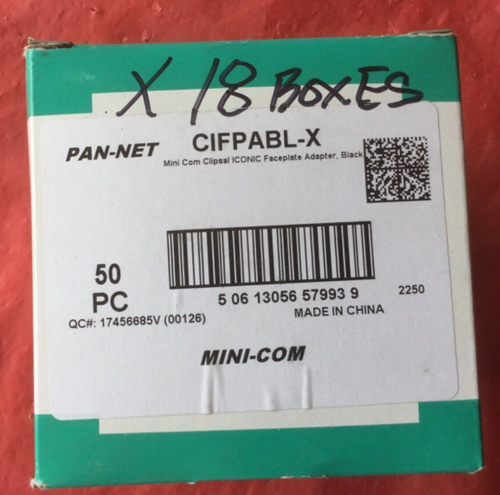 X 18 BOXES
PAN-NET CIFPABL-X
Mini Com Clipsal ICONIC Faceplate Adapter, Black
50
PC
5 06 13056 57993 9
2250
QC#: 17456685V (00126)
MADE IN CHINA
MINI-COM